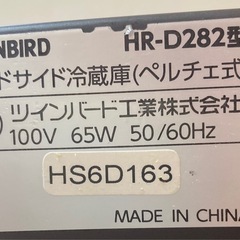 NBIRD HR-D282型
ドサイド冷蔵庫(ペルチェ式
ツインバード工業株式会社
100V 65W 50/60Hz
HS6D163
MADE IN CHINA